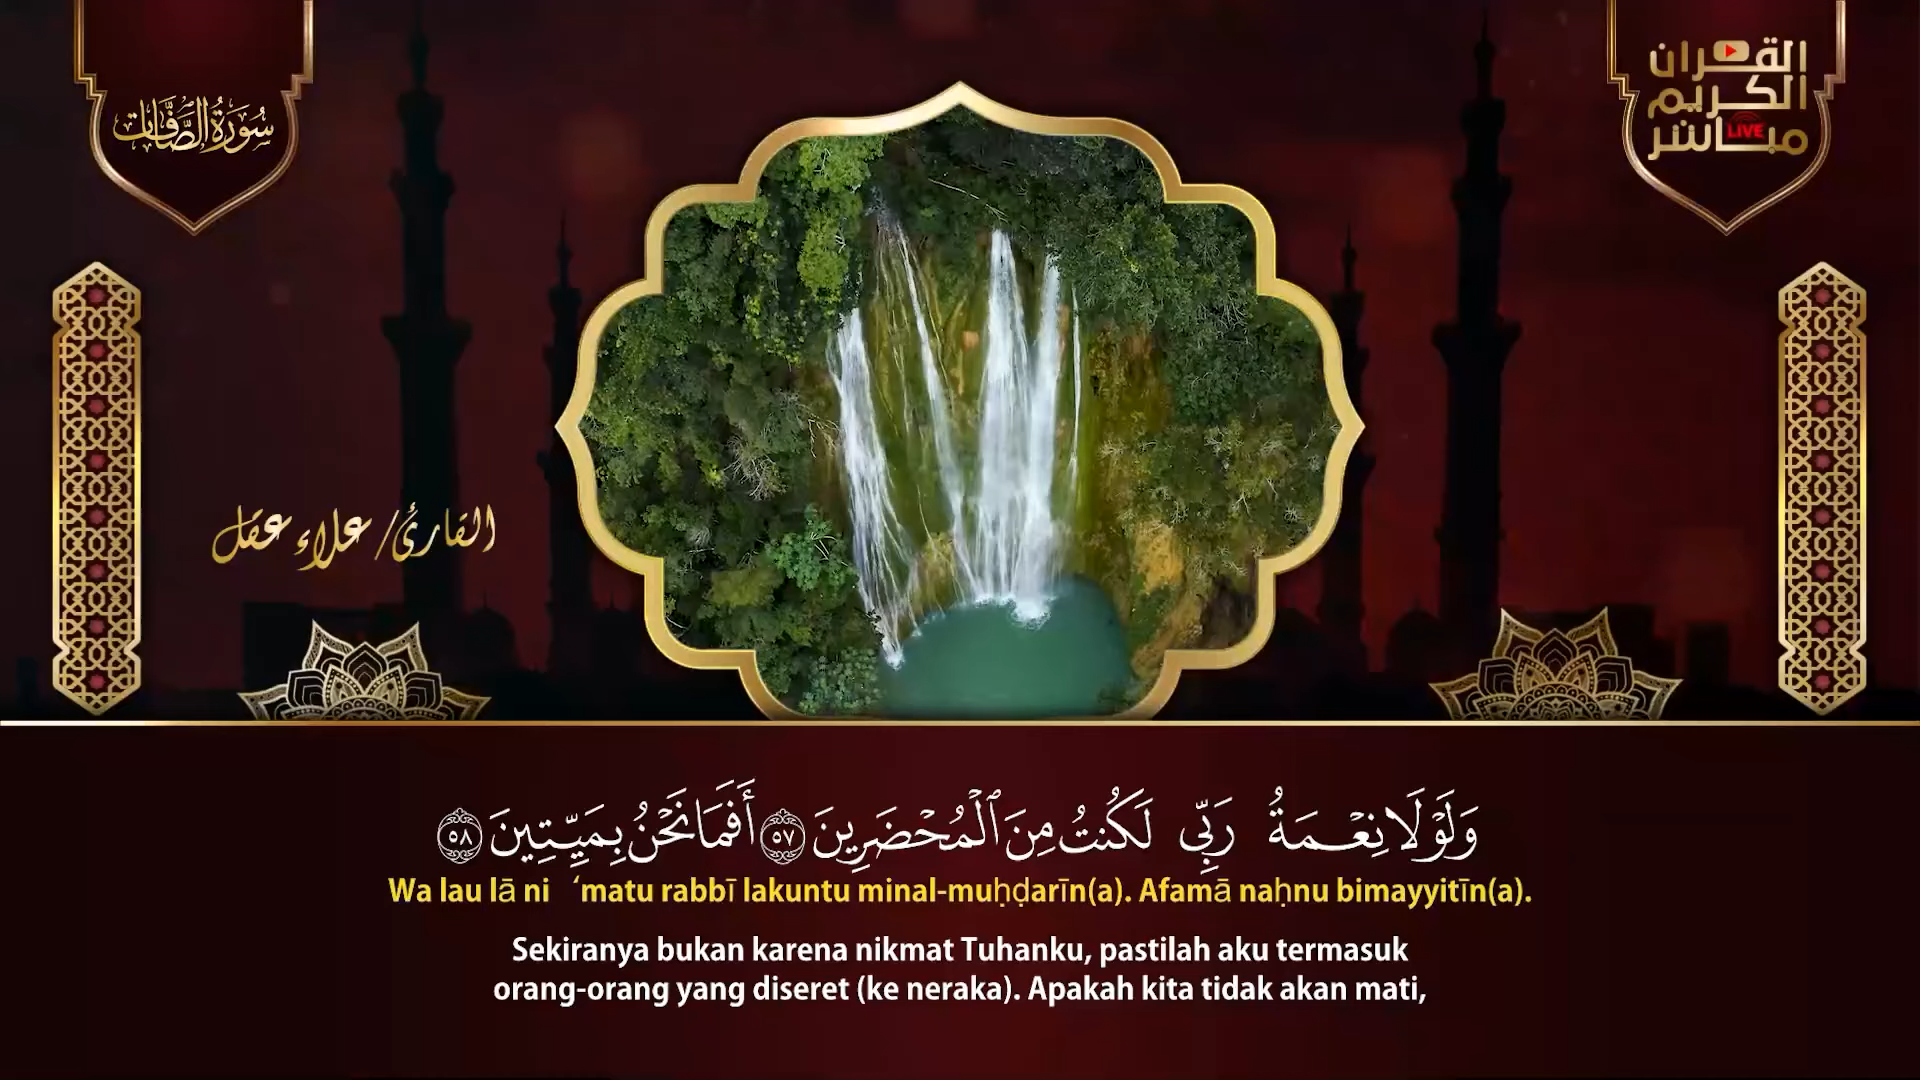 سُورَةُ الصَّافَّات
القران
الكريم
مباشر
LIVE
القارئ/ علاء عقل
وَلَوْلَا نِعْمَةُ رَبِّي لَكُنتُ مِنَ ٱلْمُحْضَرِينَ ٥٧ أَفَمَا نَحْنُ بِمَيِّتِينَ ٥٨
Wa lau lā ni ‘matu rabbī lakuntu minal-muḥḍarīn(a). Afamā naḥnu bimayyitīn(a).
Sekiranya bukan karena nikmat Tuhanku, pastilah aku termasuk
orang-orang yang diseret (ke neraka). Apakah kita tidak akan mati,